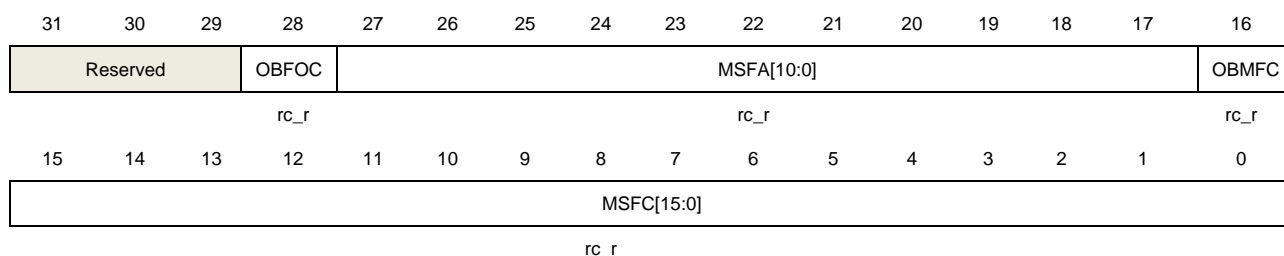 31 30 29 28 27 26 25 24 23 22 21 20 19 18 17 16
Reserved OBFOC MSFA[10:0] OBMFC
rc_r rc_r rc_r
15 14 13 12 11 10 9 8 7 6 5 4 3 2 1 0
MSFC[15:0]
rc_r